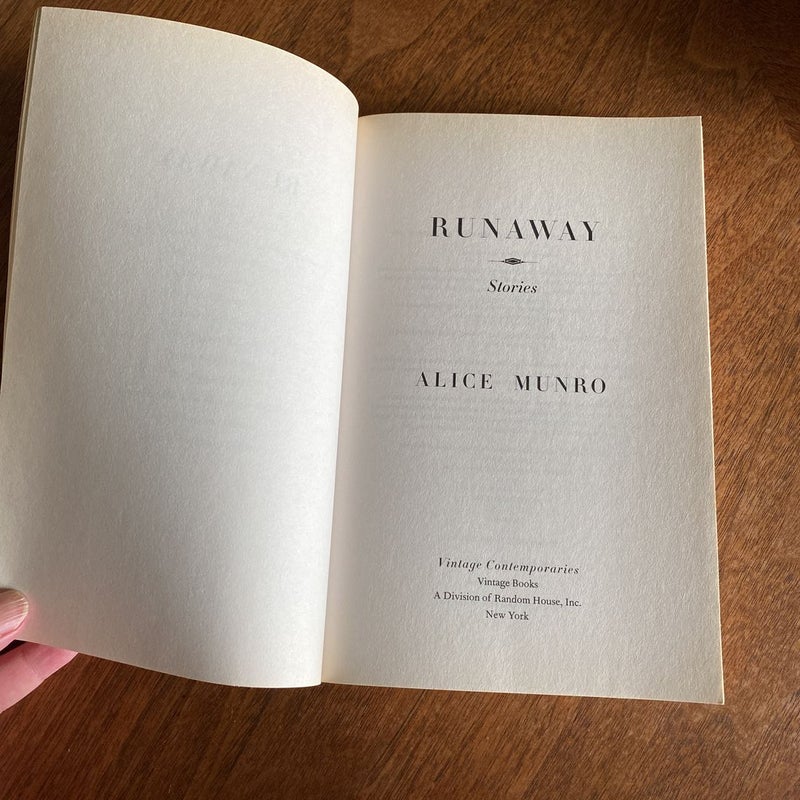 RUNAWAY
Stories
ALICE MUNRO
Vintage Contemporaries
Vintage Books
A Division of Random House, Inc.
New York